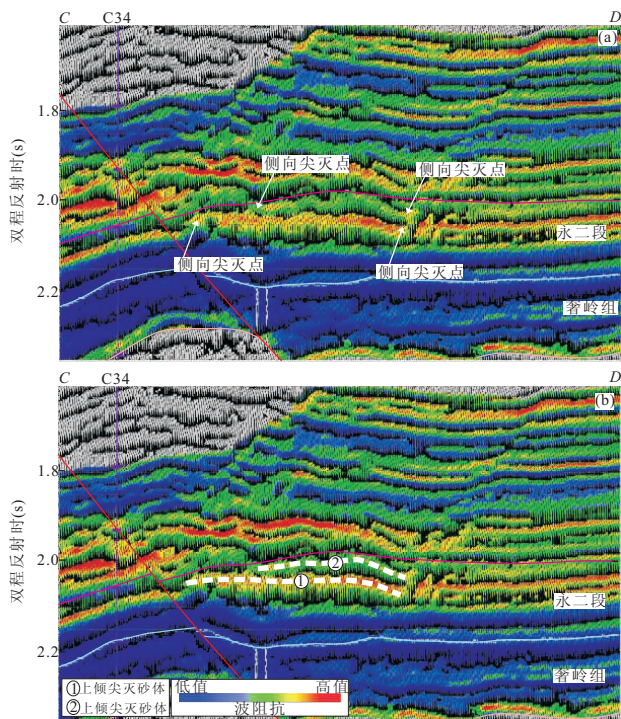 C C34 D
(a)
1.8
侧向尖灭点
侧向尖灭点
双程反射时(s)
2.0
永二段
侧向尖灭点
侧向尖灭点
2.2
奢岭组
C C34 D
(b)
1.8
双程反射时(s)
2.0
②
①
永二段
2.2
奢岭组
①上倾尖灭砂体
②上倾尖灭砂体
低值 高值
波阻抗